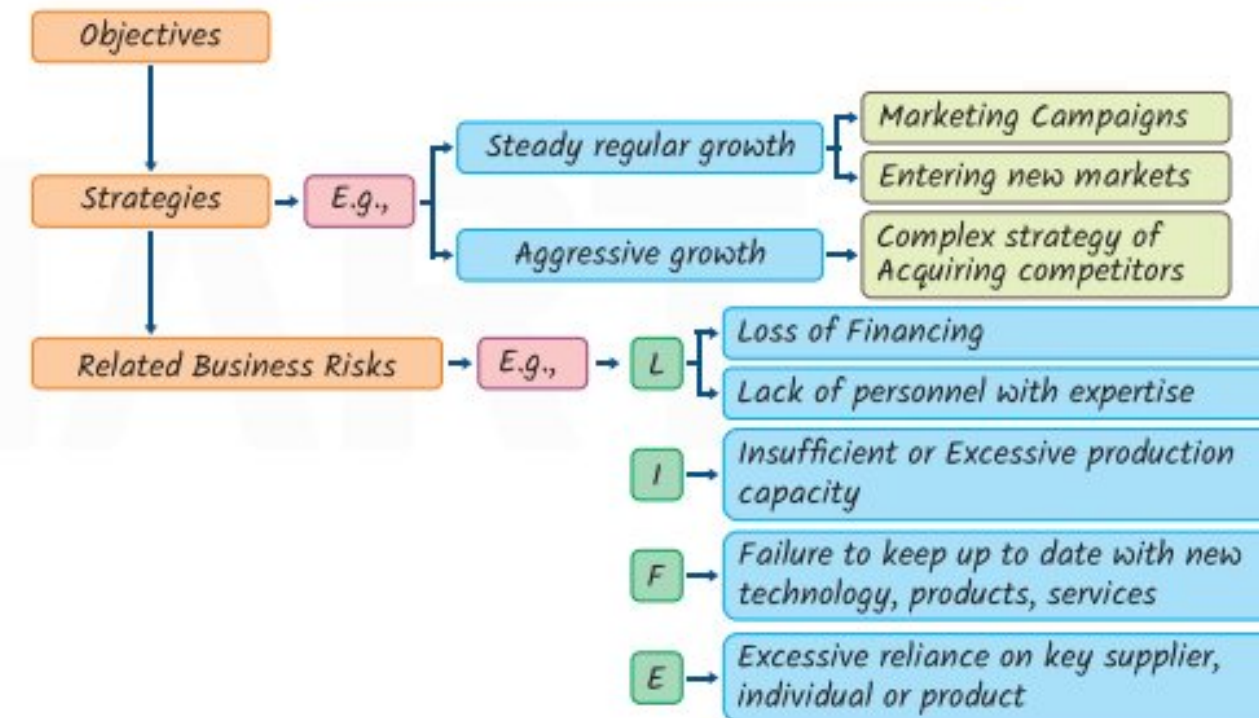 Objectives
Strategies
E.g.,
Steady regular growth
Marketing Campaigns
Entering new markets
Aggressive growth
Complex strategy of
Acquiring competitors
Related Business Risks
E.g.,
L
Loss of Financing
Lack of personnel with expertise
I
Insufficient or Excessive production
capacity
F
Failure to keep up to date with new
technology, products, services
E
Excessive reliance on key supplier,
individual or product